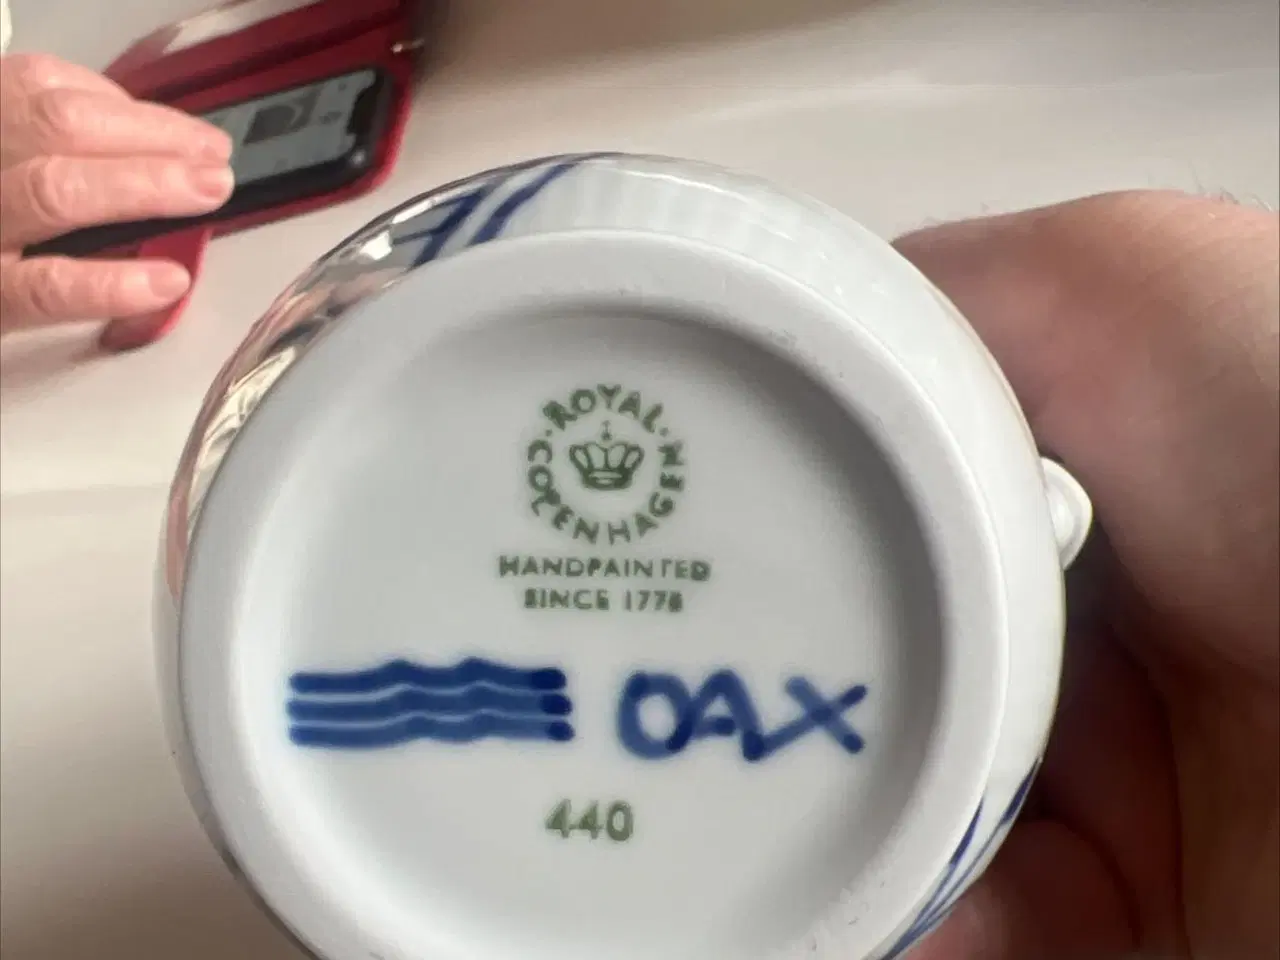 ROYAL
COPENHAGEN
HANDPAINTED
SINCE 1775
OAX
440